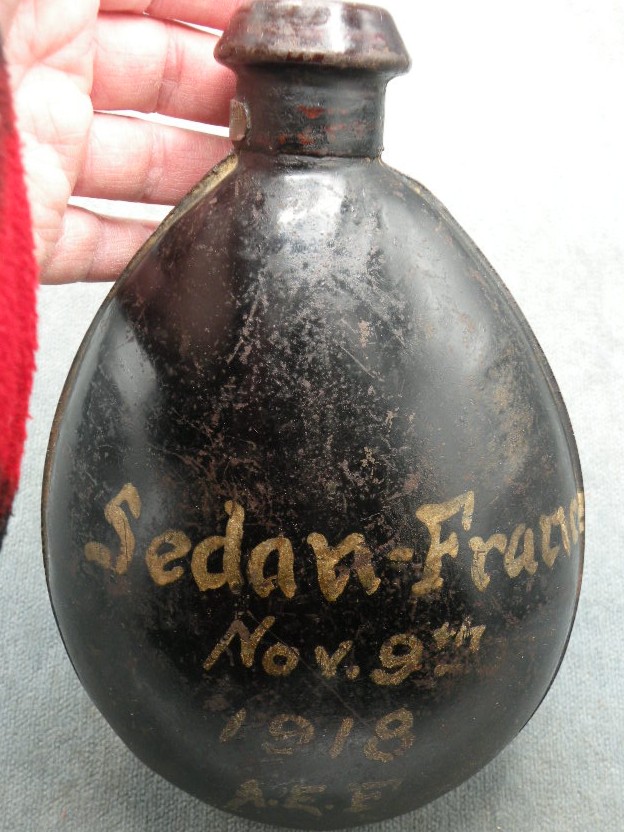 Sedan-France
Nov. 9th
1918
A.E.F